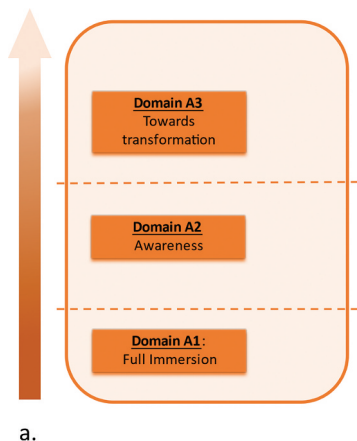 Domain A3
Towards
transformation
Domain A2
Awareness
Domain A1:
Full Immersion
a.